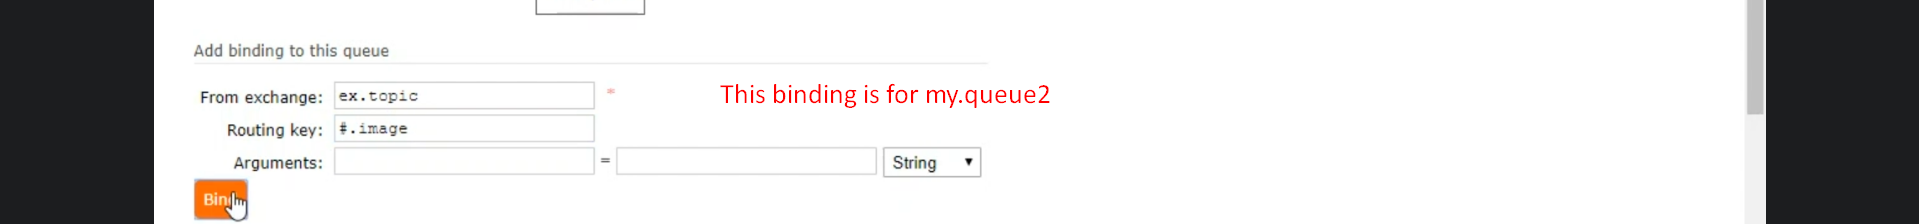 Add binding to this queue
From exchange: ex.topic * This binding is for my.queue2
Routing key: #.image
Arguments: = String
Bind